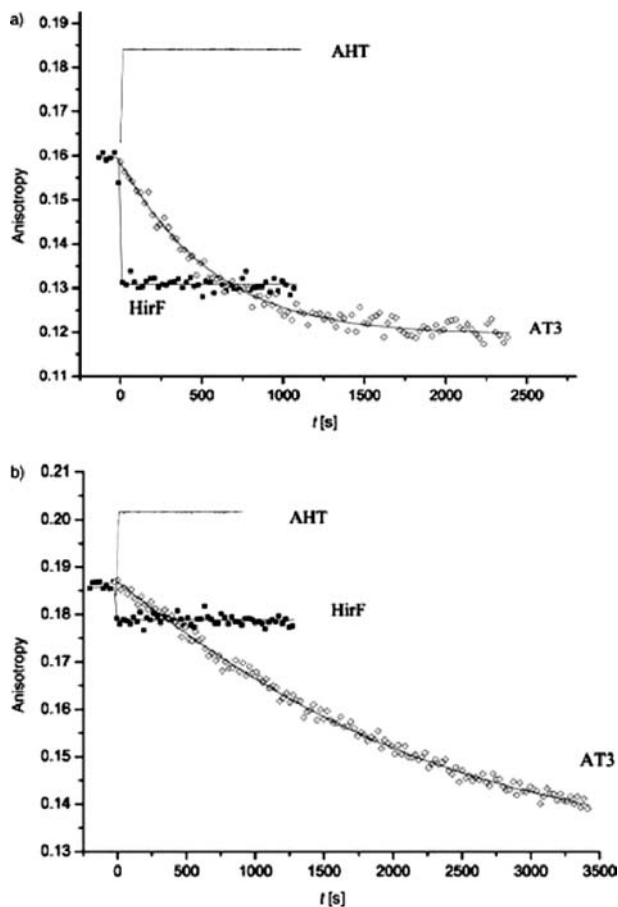 a)
0.19
AHT
0.18
0.17
Anisotropy
0.16
0.15
0.14
0.13
HirF
0.12
AT3
0.11
0 500 1000 1500 2000 2500
t [s]
b)
0.21
AHT
0.20
0.19
HirF
0.18
Anisotropy
0.17
0.16
0.15
AT3
0.14
0.13
0 500 1000 1500 2000 2500 3000 3500
t [s]